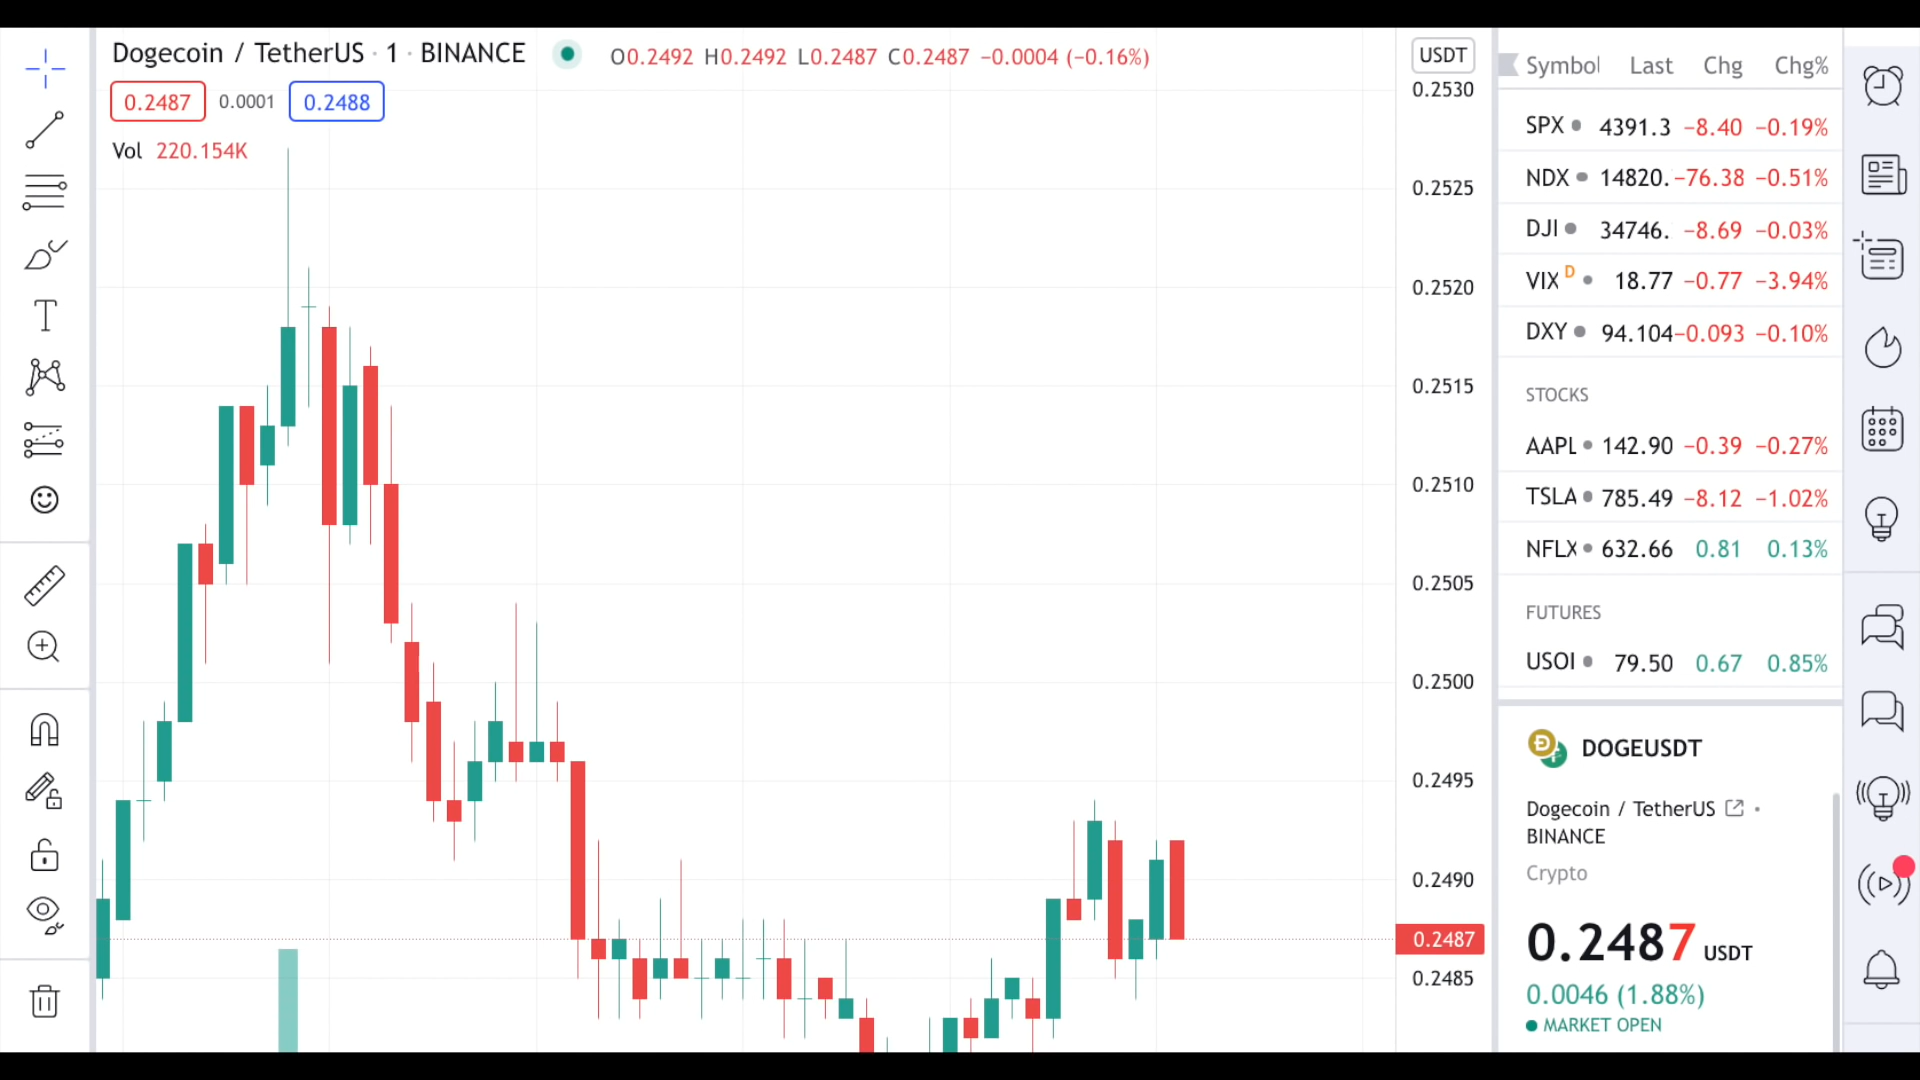 Dogecoin / TetherUS · 1 · BINANCE
O0.2492 H0.2492 L0.2487 C0.2487 −0.0004 (−0.16%)
0.2487 0.0001 0.2488
Vol 220.154K
USDT
0.2530
0.2525
0.2520
0.2515
0.2510
0.2505
0.2500
0.2495
0.2490
0.2487
0.2485
Symbol Last Chg Chg%
SPX 4391.3 −8.40 −0.19%
NDX 14820. −76.38 −0.51%
DJI 34746. −8.69 −0.03%
VIX D 18.77 −0.77 −3.94%
DXY 94.104 −0.093 −0.10%
STOCKS
AAPL 142.90 −0.39 −0.27%
TSLA 785.49 −8.12 −1.02%
NFLX 632.66 0.81 0.13%
FUTURES
USOI 79.50 0.67 0.85%
DOGEUSDT
Dogecoin / TetherUS ·
BINANCE
Crypto
0.2487 USDT
0.0046 (1.88%)
MARKET OPEN